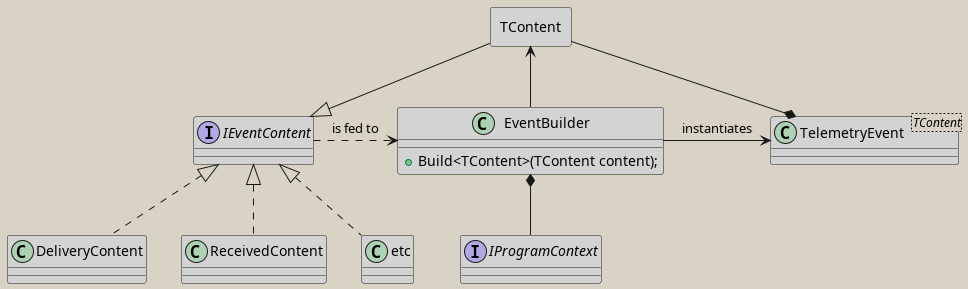 TContent
is fed to
EventBuilder
instantiates
TContent
I IEventContent
C
C TelemetryEvent
Build<TContent>(TContent content);
C DeliveryContent
C ReceivedContent
C etc
I IProgramContext